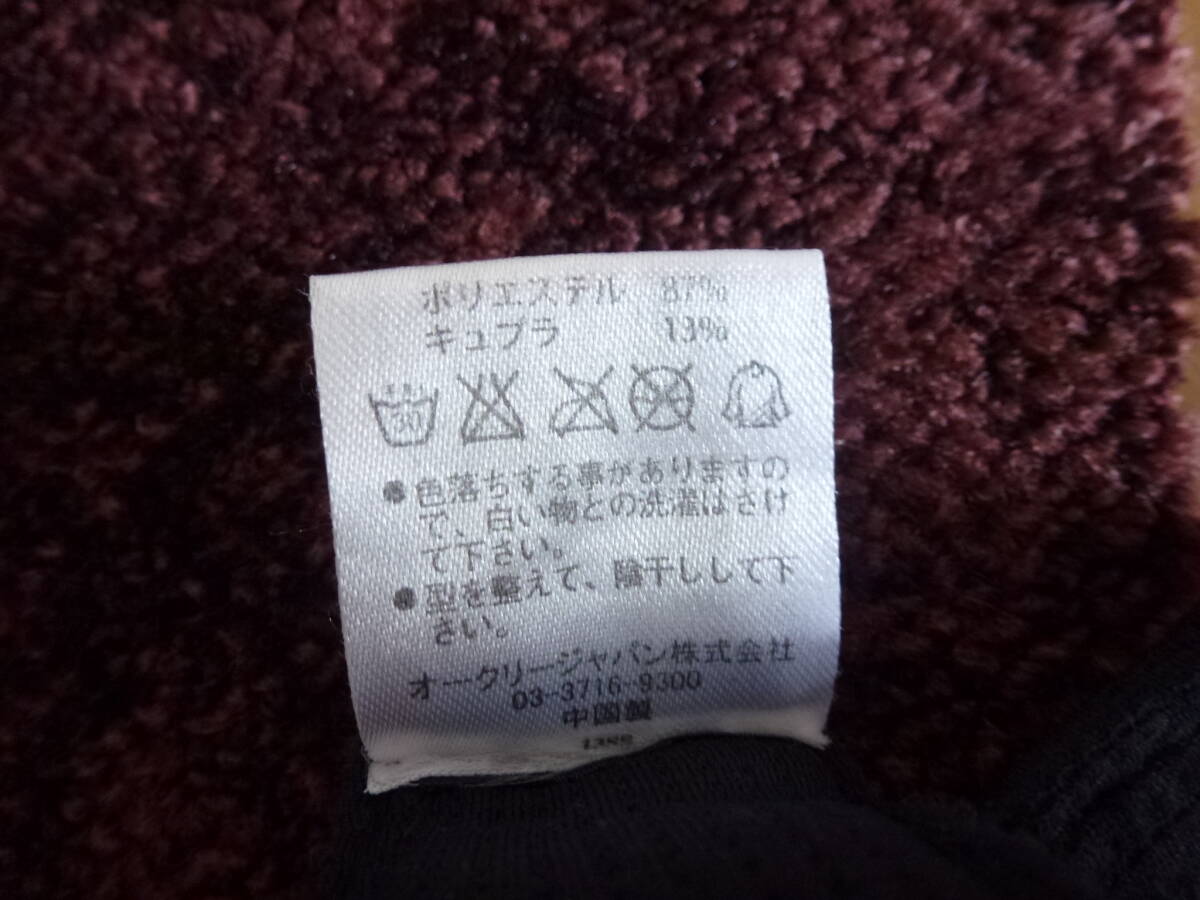 ポリエステル 87%
キュプラ 13%
30
●色落ちする事がありますの
で、白い物との洗濯はさけ
て下さい。
●型を整えて、陰干しして下
さい。
オークリージャパン株式会社
03-3716-9300
中国製